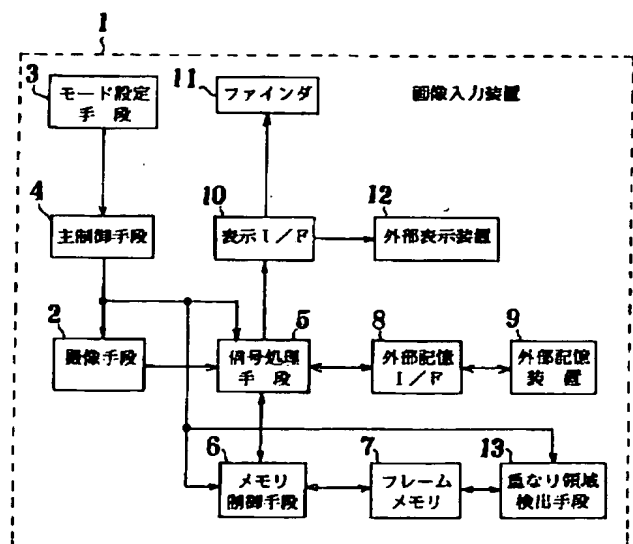 1
3
モード設定
手 段
11
ファインダ
画像入力装置
4
主制御手段
10
表示I/F
12
外部表示装置
2
撮像手段
5
信号処理
手 段
8
外部記憶
I/F
9
外部記憶
装 置
6
メモリ
制御手段
7
フレーム
メモリ
13
重なり領域
検出手段